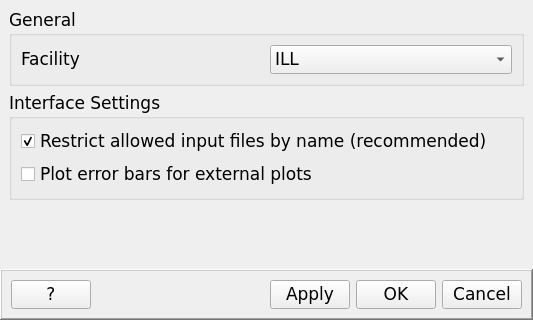 General
Facility ILL
Interface Settings
Restrict allowed input files by name (recommended)
Plot error bars for external plots
? Apply OK Cancel